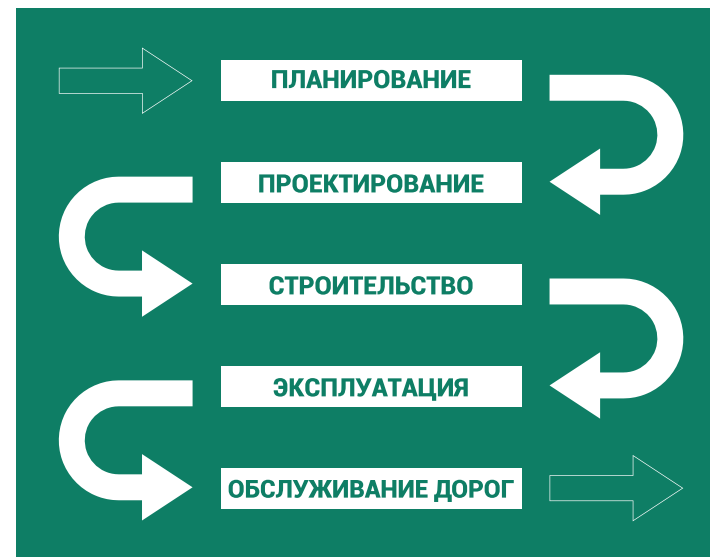 ПЛАНИРОВАНИЕ
ПРОЕКТИРОВАНИЕ
СТРОИТЕЛЬСТВО
ЭКСПЛУАТАЦИЯ
ОБСЛУЖИВАНИЕ ДОРОГ